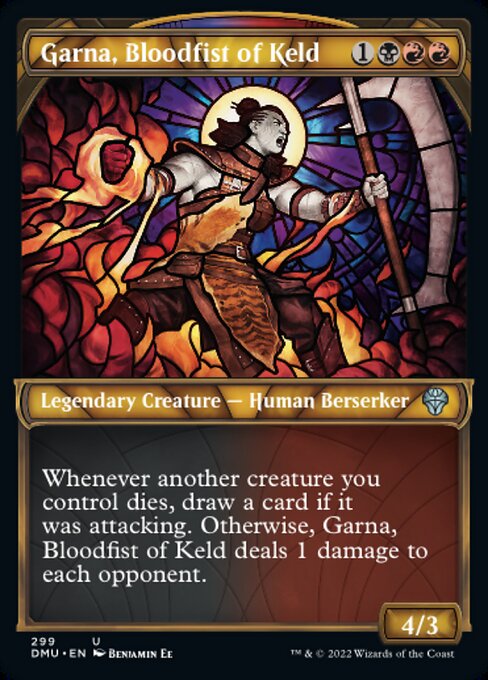 Garna, Bloodfist of Keld 1
Legendary Creature — Human Berserker
Whenever another creature you
control dies, draw a card if it
was attacking. Otherwise, Garna,
Bloodfist of Keld deals 1 damage to
each opponent.
4/3
299 U
DMU • EN Benjamin Ee
™ & © 2022 Wizards of the Coast